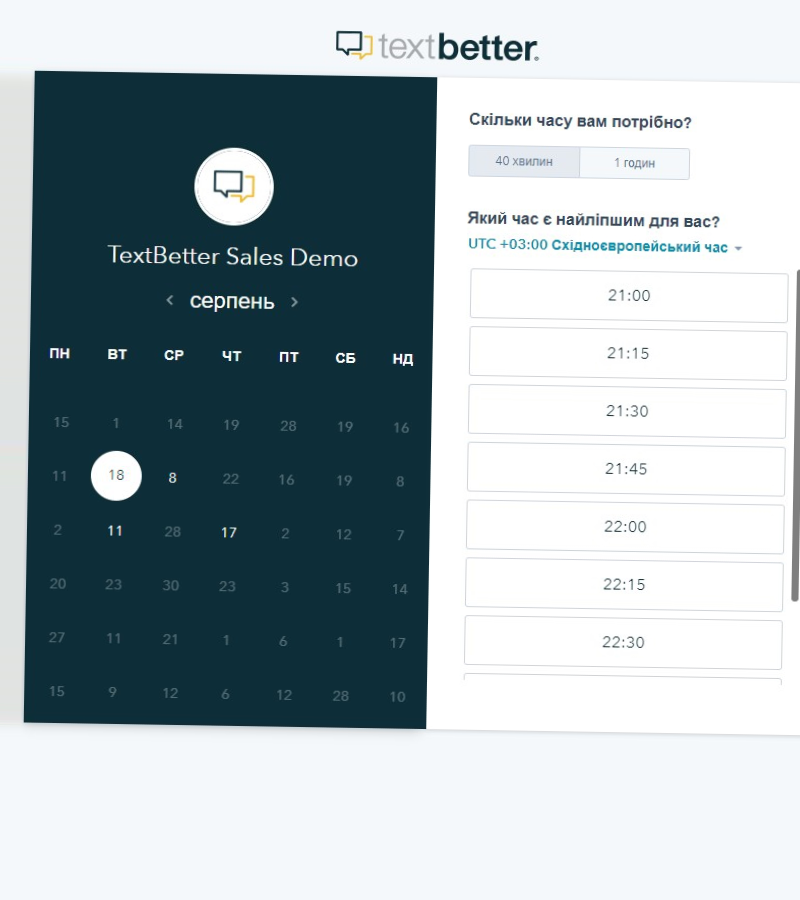 textbetter.
TextBetter Sales Demo
серпень
ПН ВТ СР ЧТ ПТ СБ НД
15 1 14 19 28 19 16
11 18 8 22 16 19 8
2 11 28 17 2 12 7
20 23 30 23 3 15 14
27 11 21 1 6 1 17
15 9 12 6 12 28 10
Скільки часу вам потрібно?
40 хвилин 1 годин
Який час є найліпшим для вас?
UTC +03:00 Східноєвропейський час
21:00
21:15
21:30
21:45
22:00
22:15
22:30